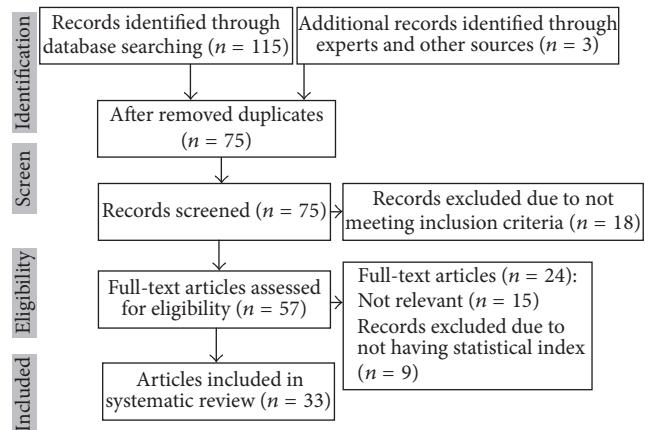 Identification
Records identified through
database searching (n = 115)
Additional records identified through
experts and other sources (n = 3)
After removed duplicates
(n = 75)
Screen
Records screened (n = 75)
Records excluded due to not
meeting inclusion criteria (n = 18)
Eligibility
Full-text articles assessed
for eligibility (n = 57)
Full-text articles (n = 24):
Not relevant (n = 15)
Records excluded due to
not having statistical index
(n = 9)
Included
Articles included in
systematic review (n = 33)